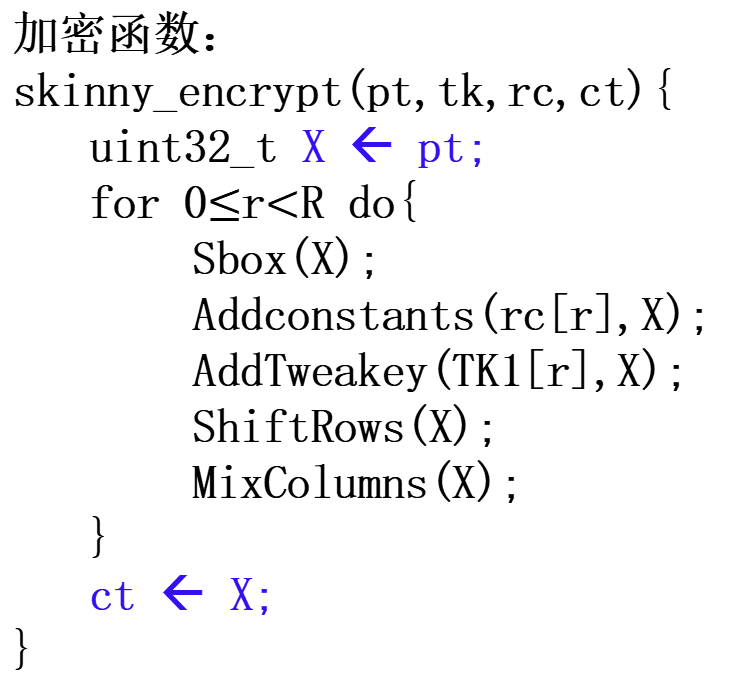 加密函数:
skinny_encrypt(pt,tk,rc,ct){
uint32_t X ← pt;
for 0≤r<R do{
Sbox(X);
Addconstants(rc[r],X);
AddTweakey(TK1[r],X);
ShiftRows(X);
MixColumns(X);
}
ct ← X;
}